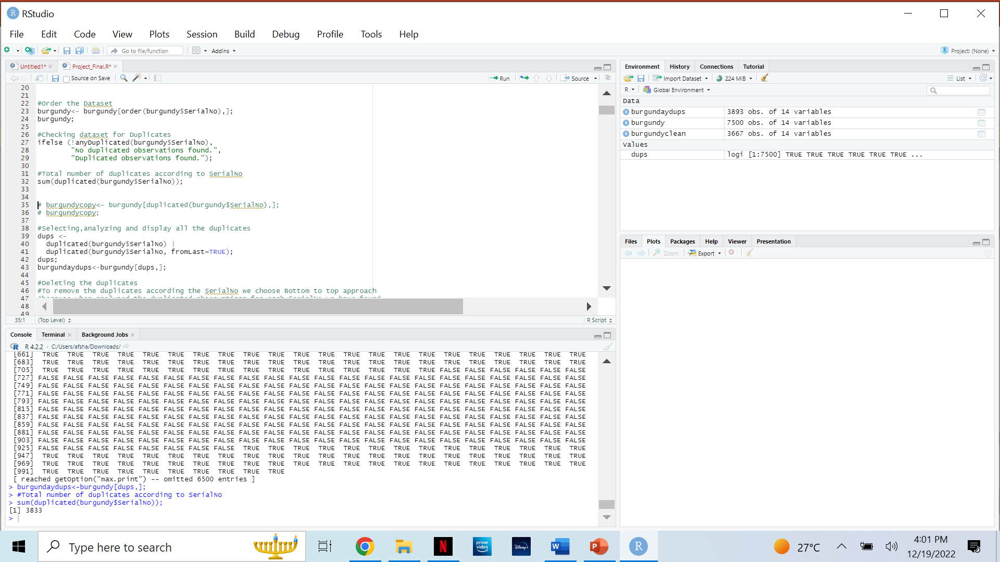 RStudio
File Edit Code View Plots Session Build Debug Profile Tools Help
Go to file/function Addins Project: (None)
Untitled1* Project_Final.R*
Source on Save Run Source
20
21
22 #Order the Dataset
23 burgundy<- burgundy[order(burgundy$SerialNo),];
24 burgundy;
25
26 #Checking dataset for Duplicates
27 ifelse (!anyDuplicated(burgundy$SerialNo),
28 "No duplicated observations found.",
29 "Duplicated observations found.");
30
31 #Total number of duplicates according to SerialNo
32 sum(duplicated(burgundy$SerialNo));
33
34
35 # burgundycopy<- burgundy[duplicated(burgundy$SerialNo),];
36 # burgundycopy;
37
38 #Selecting,analyzing and display all the duplicates
39 dups <-
40 duplicated(burgundy$SerialNo) |
41 duplicated(burgundy$SerialNo, fromLast=TRUE);
42 dups;
43 burgundaydups<-burgundy[dups,];
44
45 #Deleting the duplicates
46 #To remove the duplicates according the SerialNo we choose Bottom to top approach
47 #because when analysed the duplicated observations for each SerialNo we have found
48
49
35:1 (Top Level) R Script
Console Terminal Background Jobs
R 4.2.2 · C:/Users/afsha/Downloads/
[661] TRUE TRUE TRUE TRUE TRUE TRUE TRUE TRUE TRUE TRUE TRUE TRUE TRUE TRUE TRUE TRUE TRUE TRUE TRUE TRUE TRUE TRUE
[683] TRUE TRUE TRUE TRUE TRUE TRUE TRUE TRUE TRUE TRUE TRUE TRUE TRUE TRUE TRUE TRUE TRUE TRUE TRUE TRUE TRUE TRUE
[705] TRUE TRUE TRUE TRUE TRUE TRUE TRUE TRUE TRUE TRUE TRUE TRUE TRUE TRUE TRUE TRUE FALSE FALSE FALSE FALSE FALSE FALSE
[727] FALSE FALSE FALSE FALSE FALSE FALSE FALSE FALSE FALSE FALSE FALSE FALSE FALSE FALSE FALSE FALSE FALSE FALSE FALSE FALSE FALSE FALSE
[749] FALSE FALSE FALSE FALSE FALSE FALSE FALSE FALSE FALSE FALSE FALSE FALSE FALSE FALSE FALSE FALSE FALSE FALSE FALSE FALSE FALSE FALSE
[771] FALSE FALSE FALSE FALSE FALSE FALSE FALSE FALSE FALSE FALSE FALSE FALSE FALSE FALSE FALSE FALSE FALSE FALSE FALSE FALSE FALSE FALSE
[793] FALSE FALSE FALSE FALSE FALSE FALSE FALSE FALSE FALSE FALSE FALSE FALSE FALSE FALSE FALSE FALSE FALSE FALSE FALSE FALSE FALSE FALSE
[815] FALSE FALSE FALSE FALSE FALSE FALSE FALSE FALSE FALSE FALSE FALSE FALSE FALSE FALSE FALSE FALSE FALSE FALSE FALSE FALSE FALSE FALSE
[837] FALSE FALSE FALSE FALSE FALSE FALSE FALSE FALSE FALSE FALSE FALSE FALSE FALSE FALSE FALSE FALSE FALSE FALSE FALSE FALSE FALSE FALSE
[859] FALSE FALSE FALSE FALSE FALSE FALSE FALSE FALSE FALSE FALSE FALSE FALSE FALSE FALSE FALSE FALSE FALSE FALSE FALSE FALSE FALSE FALSE
[881] FALSE FALSE FALSE FALSE FALSE FALSE FALSE FALSE FALSE FALSE FALSE FALSE FALSE FALSE FALSE FALSE FALSE FALSE FALSE FALSE FALSE FALSE
[903] FALSE FALSE FALSE FALSE FALSE FALSE FALSE FALSE FALSE FALSE FALSE FALSE FALSE FALSE FALSE FALSE FALSE FALSE FALSE FALSE FALSE FALSE
[925] FALSE FALSE FALSE FALSE FALSE FALSE FALSE FALSE TRUE TRUE TRUE TRUE TRUE TRUE TRUE TRUE TRUE TRUE TRUE TRUE TRUE TRUE
[947] TRUE TRUE TRUE TRUE TRUE TRUE TRUE TRUE TRUE TRUE TRUE TRUE TRUE TRUE TRUE TRUE TRUE TRUE TRUE TRUE TRUE TRUE
[969] TRUE TRUE TRUE TRUE TRUE TRUE TRUE TRUE TRUE TRUE TRUE TRUE TRUE TRUE TRUE TRUE TRUE TRUE TRUE TRUE TRUE TRUE
[991] TRUE TRUE TRUE TRUE TRUE TRUE TRUE TRUE TRUE TRUE
[ reached getOption("max.print") -- omitted 6500 entries ]
> burgundaydups<-burgundy[dups,];
> #Total number of duplicates according to SerialNo
> sum(duplicated(burgundy$SerialNo));
[1] 3833
>
Environment History Connections Tutorial
Import Dataset 224 MiB List
R Global Environment
Data
burgundaydups 3893 obs. of 14 variables
burgundy 7500 obs. of 14 variables
burgundyclean 3667 obs. of 14 variables
Values
dups logi [1:7500] TRUE TRUE TRUE TRUE TRUE TRUE ...
Files Plots Packages Help Viewer Presentation
Zoom Export
Type here to search
N
prime video
Disney+
W
P
R
27°C
4:01 PM
12/19/2022